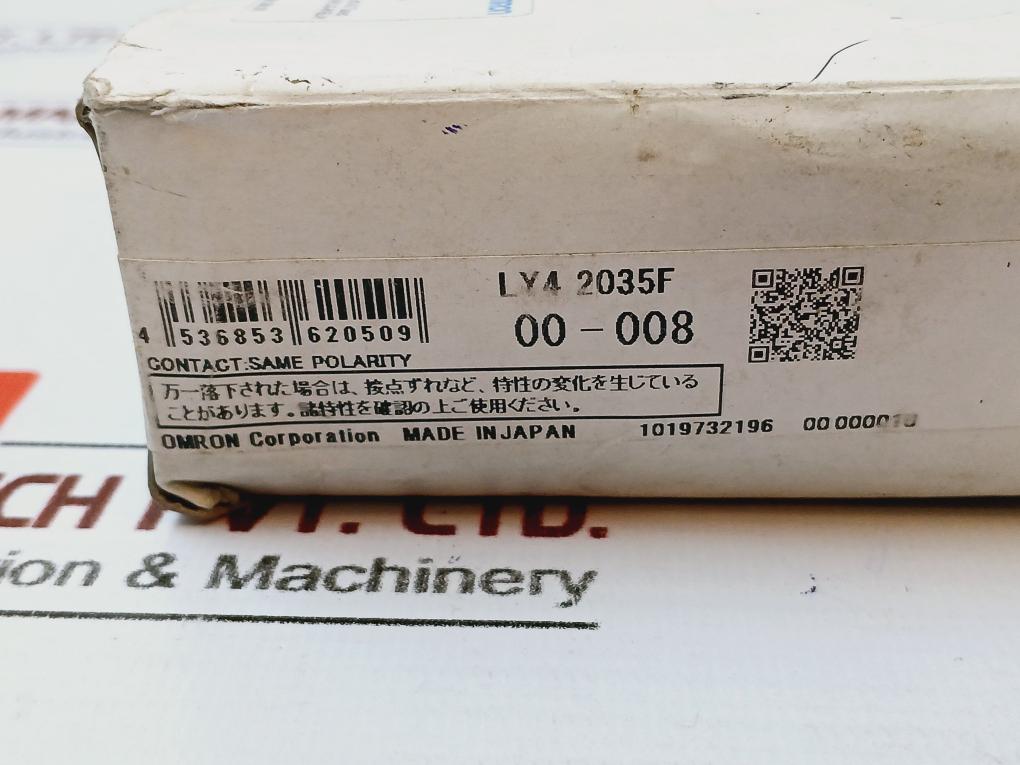 LY4 2035F
00-008
4 536853 620509
CONTACT:SAME POLARITY
万一落下された場合は、接点ずれなど、特性の変化を生じている
ことがあります。諸特性を確認の上ご使用ください。
OMRON Corporation MADE IN JAPAN 1019732196
CH PVT. LTD.
ion & Machinery